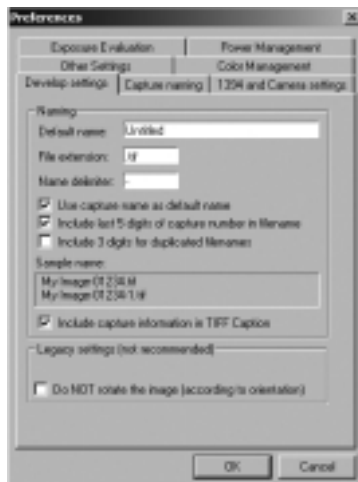 Preferences
Exposure Evaluation
Power Management
Other Settings
Color Management
Develop settings
Capture naming
1394 and Camera settings
Naming
Default name:
Untitled
File extension:
.tif
Name delimiter:
-
Use capture name as default name
Include last 5 digits of capture number in filename
Include 3 digits for duplicated filenames
Sample name:
My Image 01234.tif
My Image 01234-1.tif
Include capture information in TIFF Caption
Legacy settings (not recommended)
Do NOT rotate the image (according to orientation)
OK
Cancel